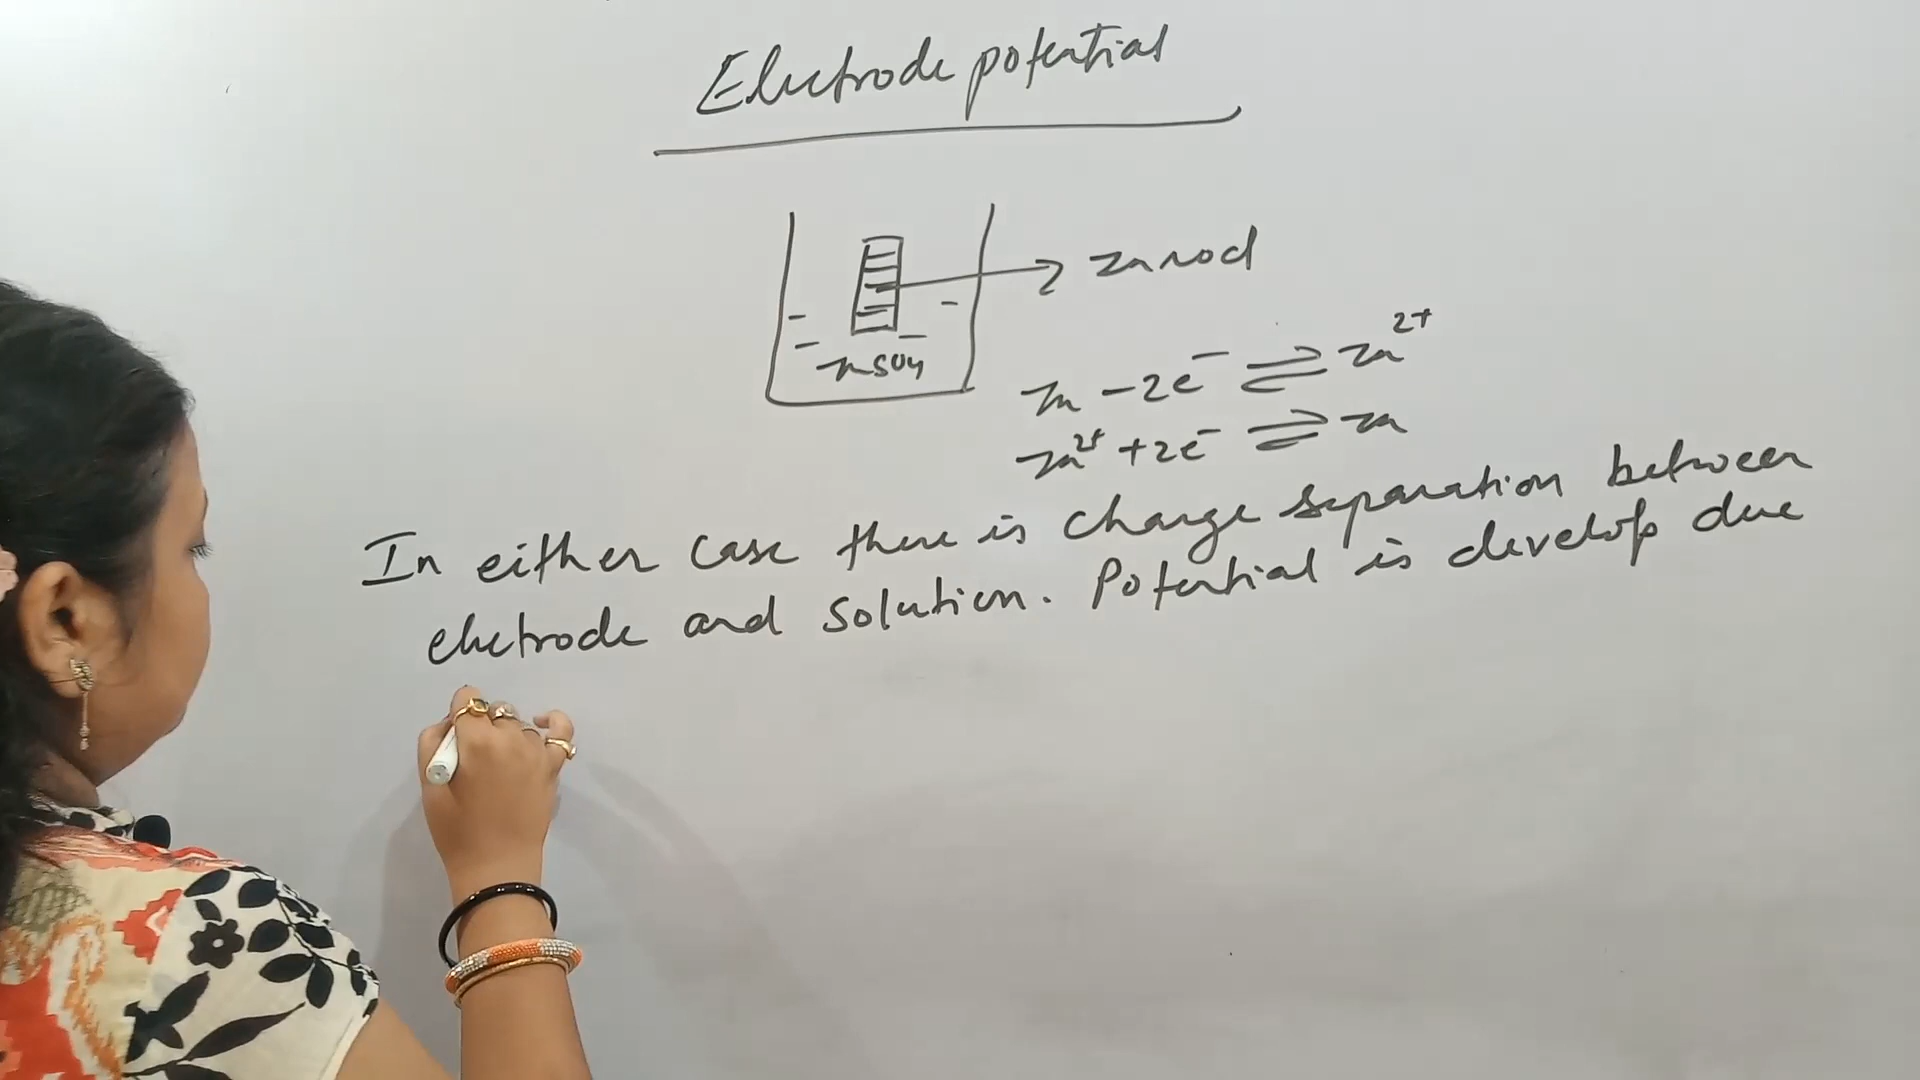 Electrode potential
Zn rod
ZnSO4
Zn - 2e⁻ ⇌ Zn²⁺
Zn²⁺ + 2e⁻ ⇌ Zn
In either case there is charge separation between
electrode and solution. Potential is develop due